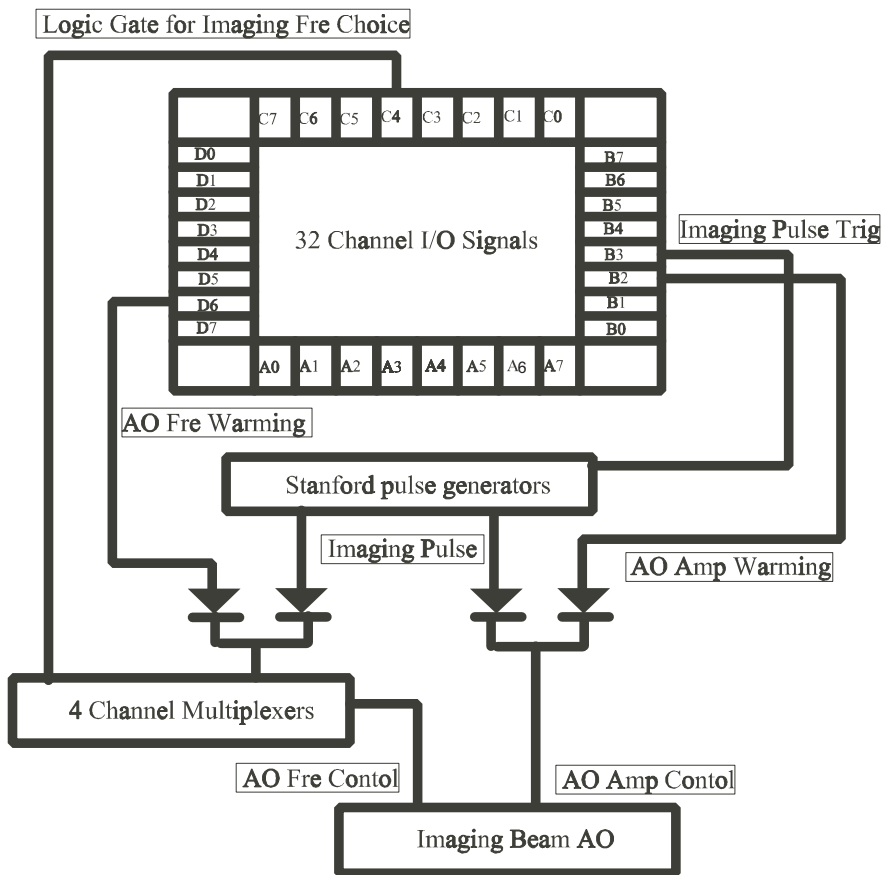 Logic Gate for Imaging Fre Choice
C7 C6 C5 C4 C3 C2 C1 C0
D0
D1
D2
D3
D4
D5
D6
D7
32 Channel I/O Signals
B7
B6
B5
B4
B3
B2
B1
B0
Imaging Pulse Trig
A0 A1 A2 A3 A4 A5 A6 A7
AO Fre Warming
Stanford pulse generators
Imaging Pulse
AO Amp Warming
4 Channel Multiplexers
AO Fre Contol
AO Amp Contol
Imaging Beam AO